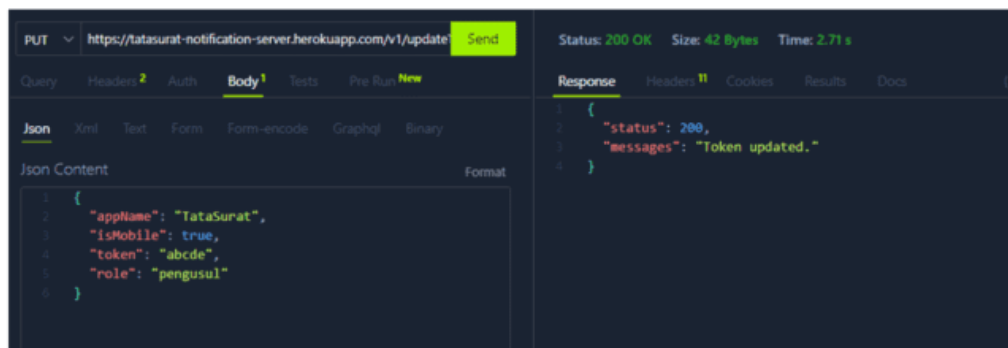 PUT https://tatasurat-notification-server.herokuapp.com/v1/update Send
Query Headers 2 Auth Body 1 Tests Pre Run New
Json Xml Text Form Form-encode Graphql Binary
Json Content Format
1 {
2 "appName": "TataSurat",
3 "isMobile": true,
4 "token": "abcde",
5 "role": "pengusul"
6 }
Status: 200 OK Size: 42 Bytes Time: 2.71 s
Response Headers 11 Cookies Results Docs
1 {
2 "status": 200,
3 "messages": "Token updated."
4 }